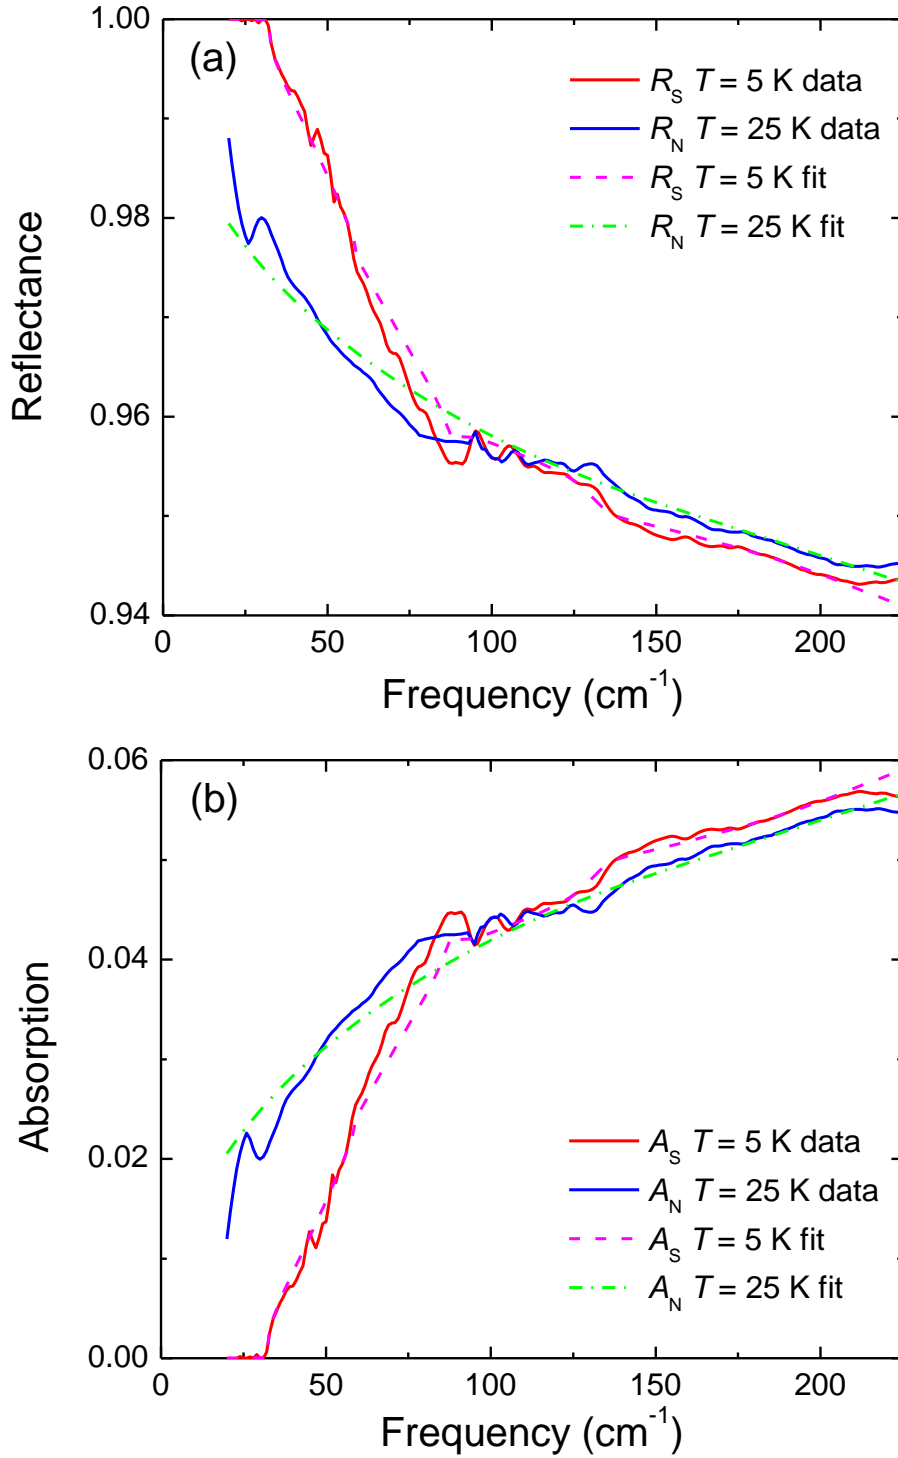 1.00
(a)
R_S T = 5 K data
R_N T = 25 K data
R_S T = 5 K fit
R_N T = 25 K fit
0.98
0.96
0.94
Reflectance
0 50 100 150 200
Frequency (cm⁻¹)
0.06
(b)
0.04
0.02
0.00
Absorption
A_S T = 5 K data
A_N T = 25 K data
A_S T = 5 K fit
A_N T = 25 K fit
0 50 100 150 200
Frequency (cm⁻¹)